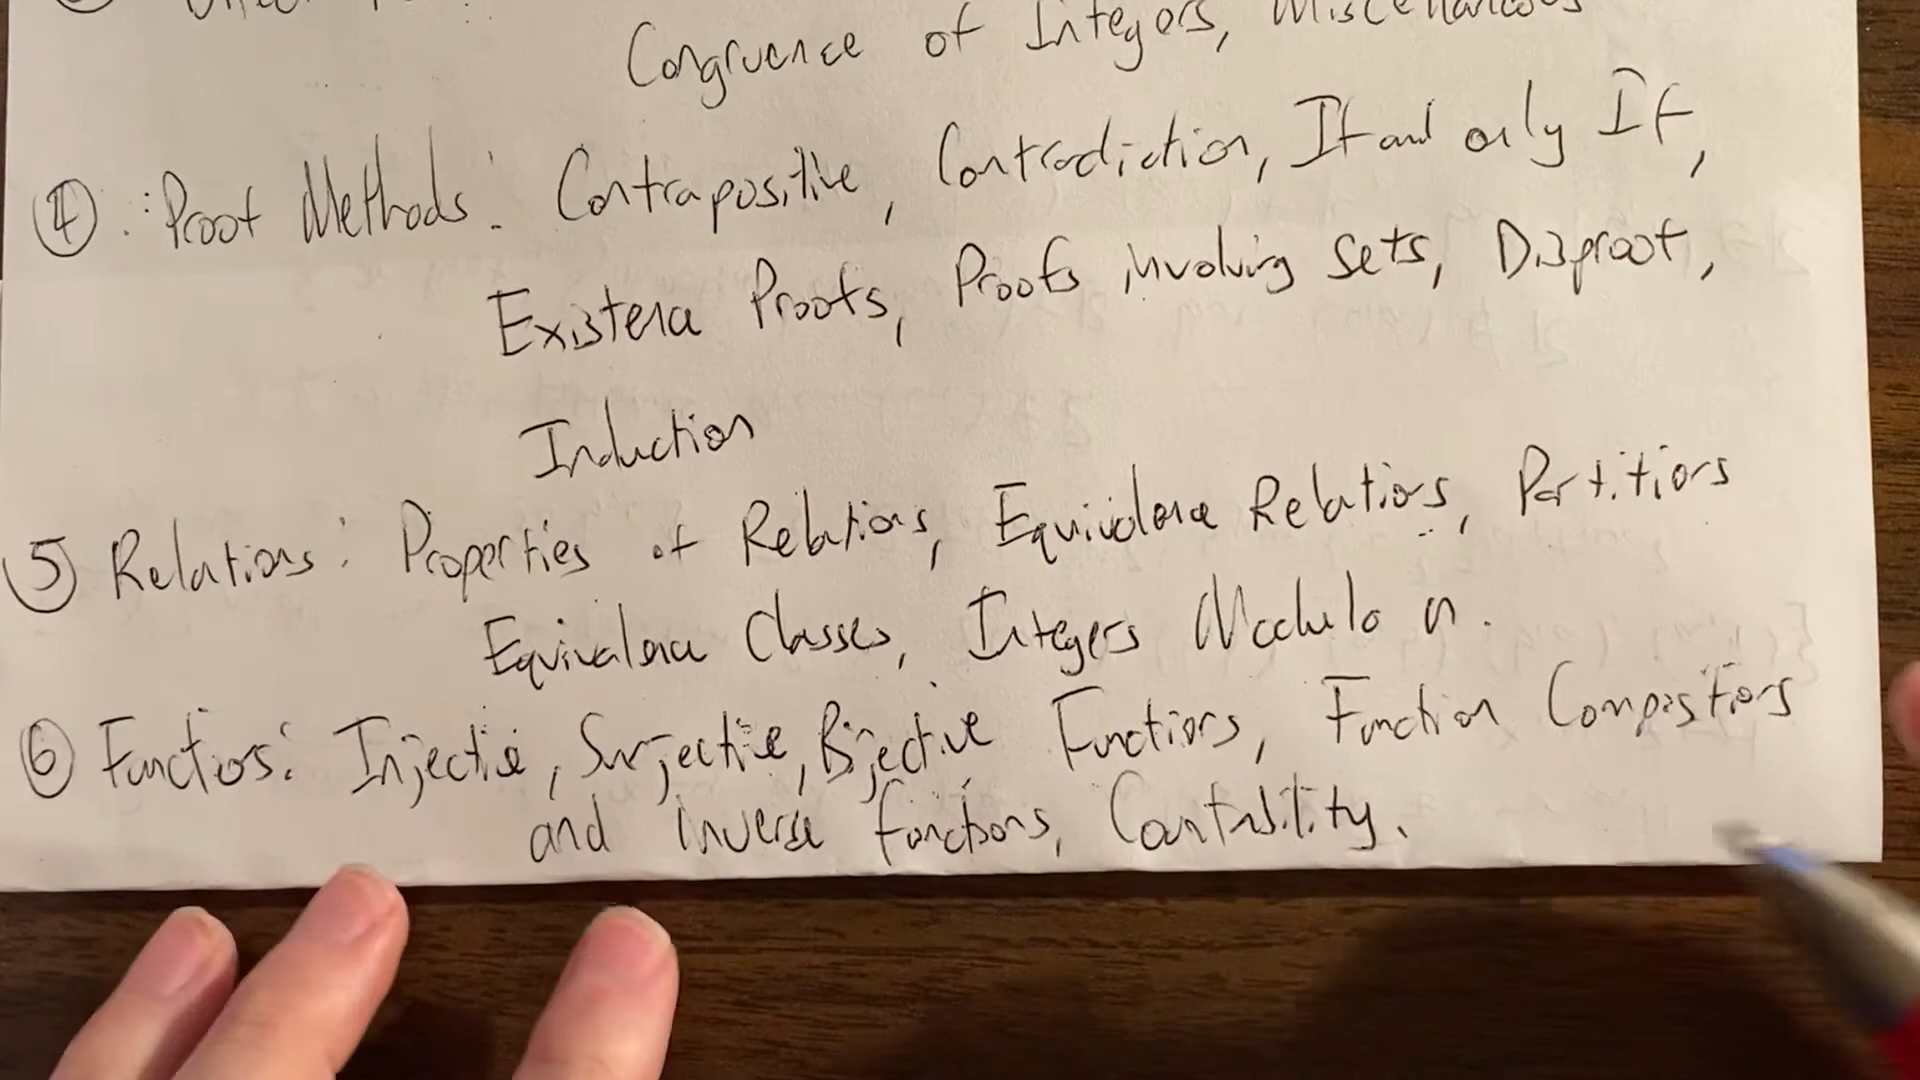 Congruence of Integers, Miscellaneous
④ Proof Methods: Contrapositive, Contradiction, If and only If,
Existence Proofs, Proofs involving Sets, Disproof,
Induction
⑤ Relations: Properties of Relations, Equivalence Relations, Partitions
Equivalence Classes, Integers Modulo n.
⑥ Functions: Injective, Surjective, Bijective Functions, Function Compositions
and inverse functions, Countability.